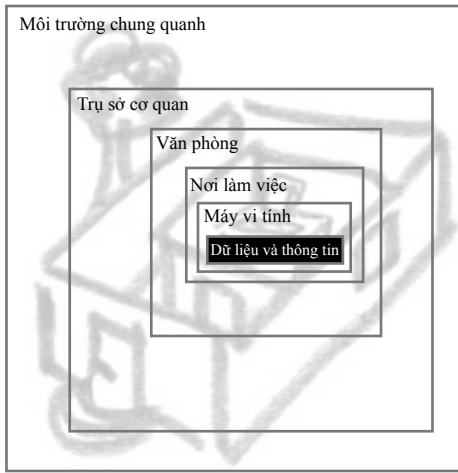 Môi trường chung quanh
Trụ sở cơ quan
Văn phòng
Nơi làm việc
Máy vi tính
Dữ liệu và thông tin